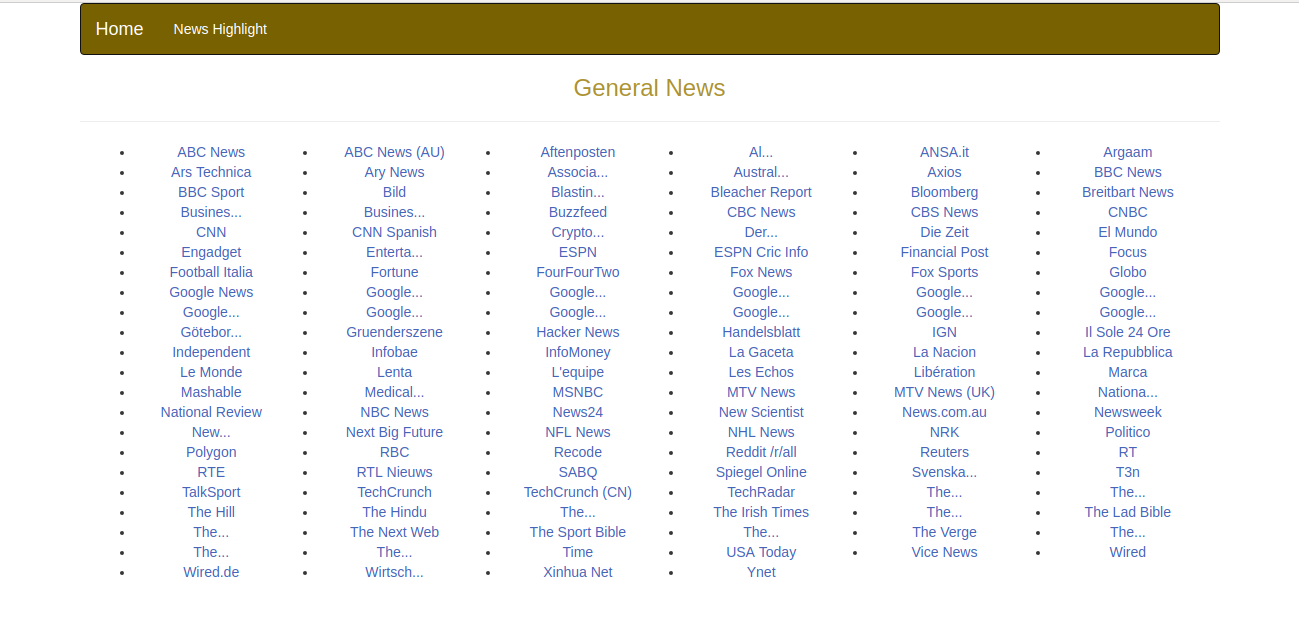 Home News Highlight
General News
• ABC News • ABC News (AU) • Aftenposten • Al... • ANSA.it • Argaam
• Ars Technica • Ary News • Associa... • Austral... • Axios • BBC News
• BBC Sport • Bild • Blastin... • Bleacher Report • Bloomberg • Breitbart News
• Busines... • Busines... • Buzzfeed • CBC News • CBS News • CNBC
• CNN • CNN Spanish • Crypto... • Der... • Die Zeit • El Mundo
• Engadget • Enterta... • ESPN • ESPN Cric Info • Financial Post • Focus
• Football Italia • Fortune • FourFourTwo • Fox News • Fox Sports • Globo
• Google News • Google... • Google... • Google... • Google... • Google...
• Google... • Google... • Google... • Google... • Google... • Google...
• Götebor... • Gruenderszene • Hacker News • Handelsblatt • IGN • Il Sole 24 Ore
• Independent • Infobae • InfoMoney • La Gaceta • La Nacion • La Repubblica
• Le Monde • Lenta • L'equipe • Les Echos • Libération • Marca
• Mashable • Medical... • MSNBC • MTV News • MTV News (UK) • Nationa...
• National Review • NBC News • News24 • New Scientist • News.com.au • Newsweek
• New... • Next Big Future • NFL News • NHL News • NRK • Politico
• Polygon • RBC • Recode • Reddit /r/all • Reuters • RT
• RTE • RTL Nieuws • SABQ • Spiegel Online • Svenska... • T3n
• TalkSport • TechCrunch • TechCrunch (CN) • TechRadar • The... • The...
• The Hill • The Hindu • The... • The Irish Times • The... • The Lad Bible
• The... • The Next Web • The Sport Bible • The... • The Verge • The...
• The... • The... • Time • USA Today • Vice News • Wired
• Wired.de • Wirtsch... • Xinhua Net • Ynet